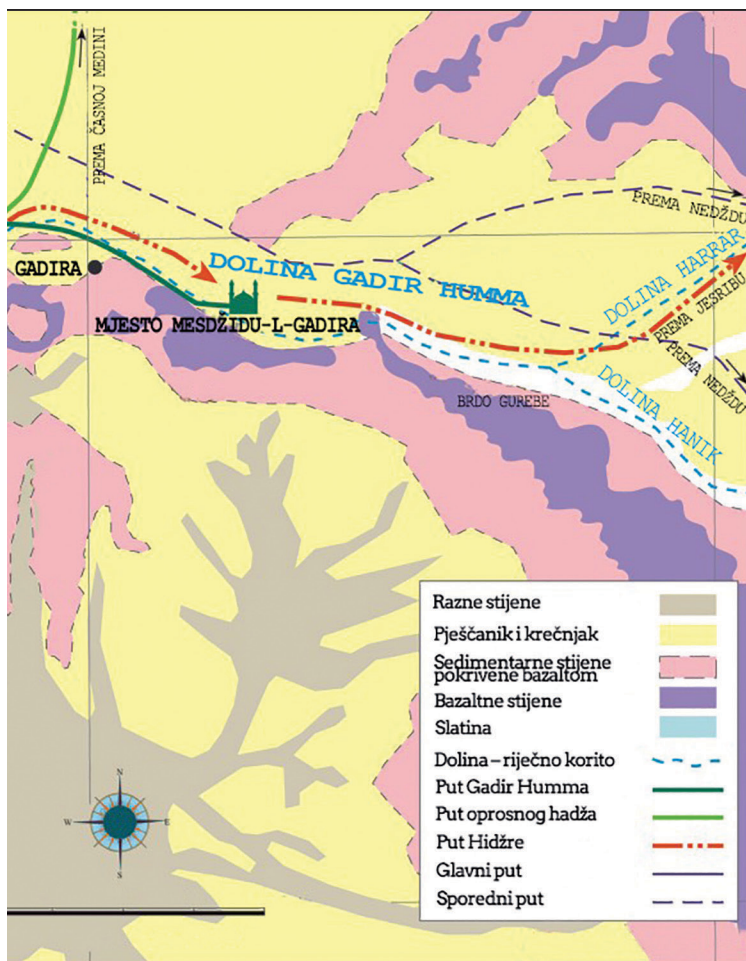 PREMA ČASNOJ MEDINI
PREMA NEDŽDU
GADIRA
DOLINA GADIR HUMMA
DOLINA HARRAR
PREMA JESRIBU
MJESTO MESDŽIDU-L-GADIRA
PREMA NEDŽDU
BRDO GUREBE
DOLINA HANIK
Razne stijene
Pješčanik i krečnjak
Sedimentarne stijene
pokrivene bazaltom
Bazaltne stijene
Slatina
Dolina – riječno korito
Put Gadir Humma
Put oprosnog hadža
Put Hidžre
Glavni put
Sporedni put
N
W
E
S